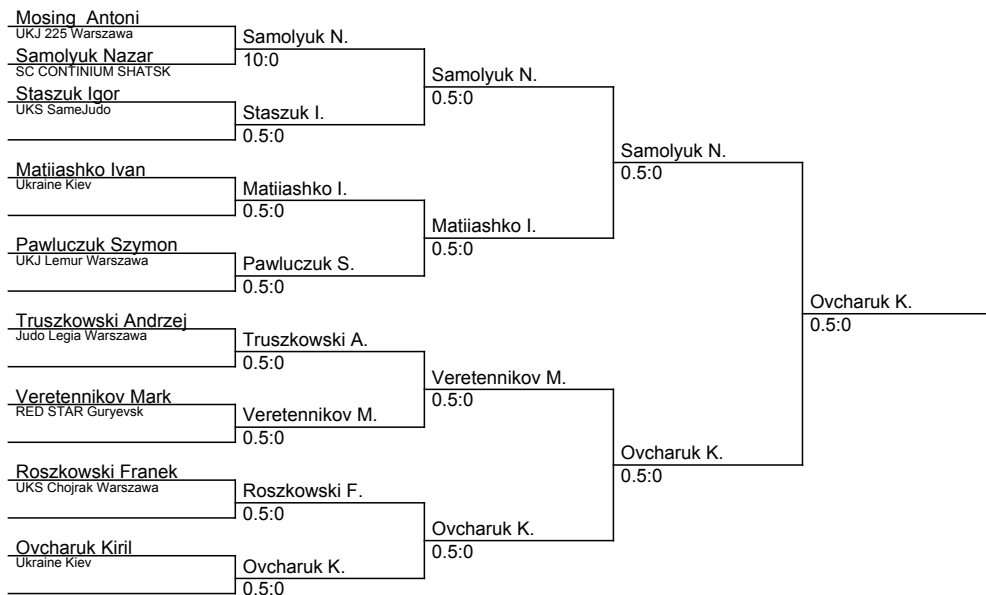 Mosing Antoni
UKJ 225 Warszawa
Samolyuk Nazar
SC CONTINIUM SHATSK
Staszuk Igor
UKS SameJudo
Matiiashko Ivan
Ukraine Kiev
Pawluczuk Szymon
UKJ Lemur Warszawa
Truszkowski Andrzej
Judo Legia Warszawa
Veretennikov Mark
RED STAR Guryevsk
Roszkowski Franek
UKS Chojrak Warszawa
Ovcharuk Kiril
Ukraine Kiev
Samolyuk N.
10:0
Staszuk I.
0.5:0
Matiiashko I.
0.5:0
Pawluczuk S.
0.5:0
Truszkowski A.
0.5:0
Veretennikov M.
0.5:0
Roszkowski F.
0.5:0
Ovcharuk K.
0.5:0
Samolyuk N.
0.5:0
Matiiashko I.
0.5:0
Veretennikov M.
0.5:0
Ovcharuk K.
0.5:0
Samolyuk N.
0.5:0
Ovcharuk K.
0.5:0
Ovcharuk K.
0.5:0